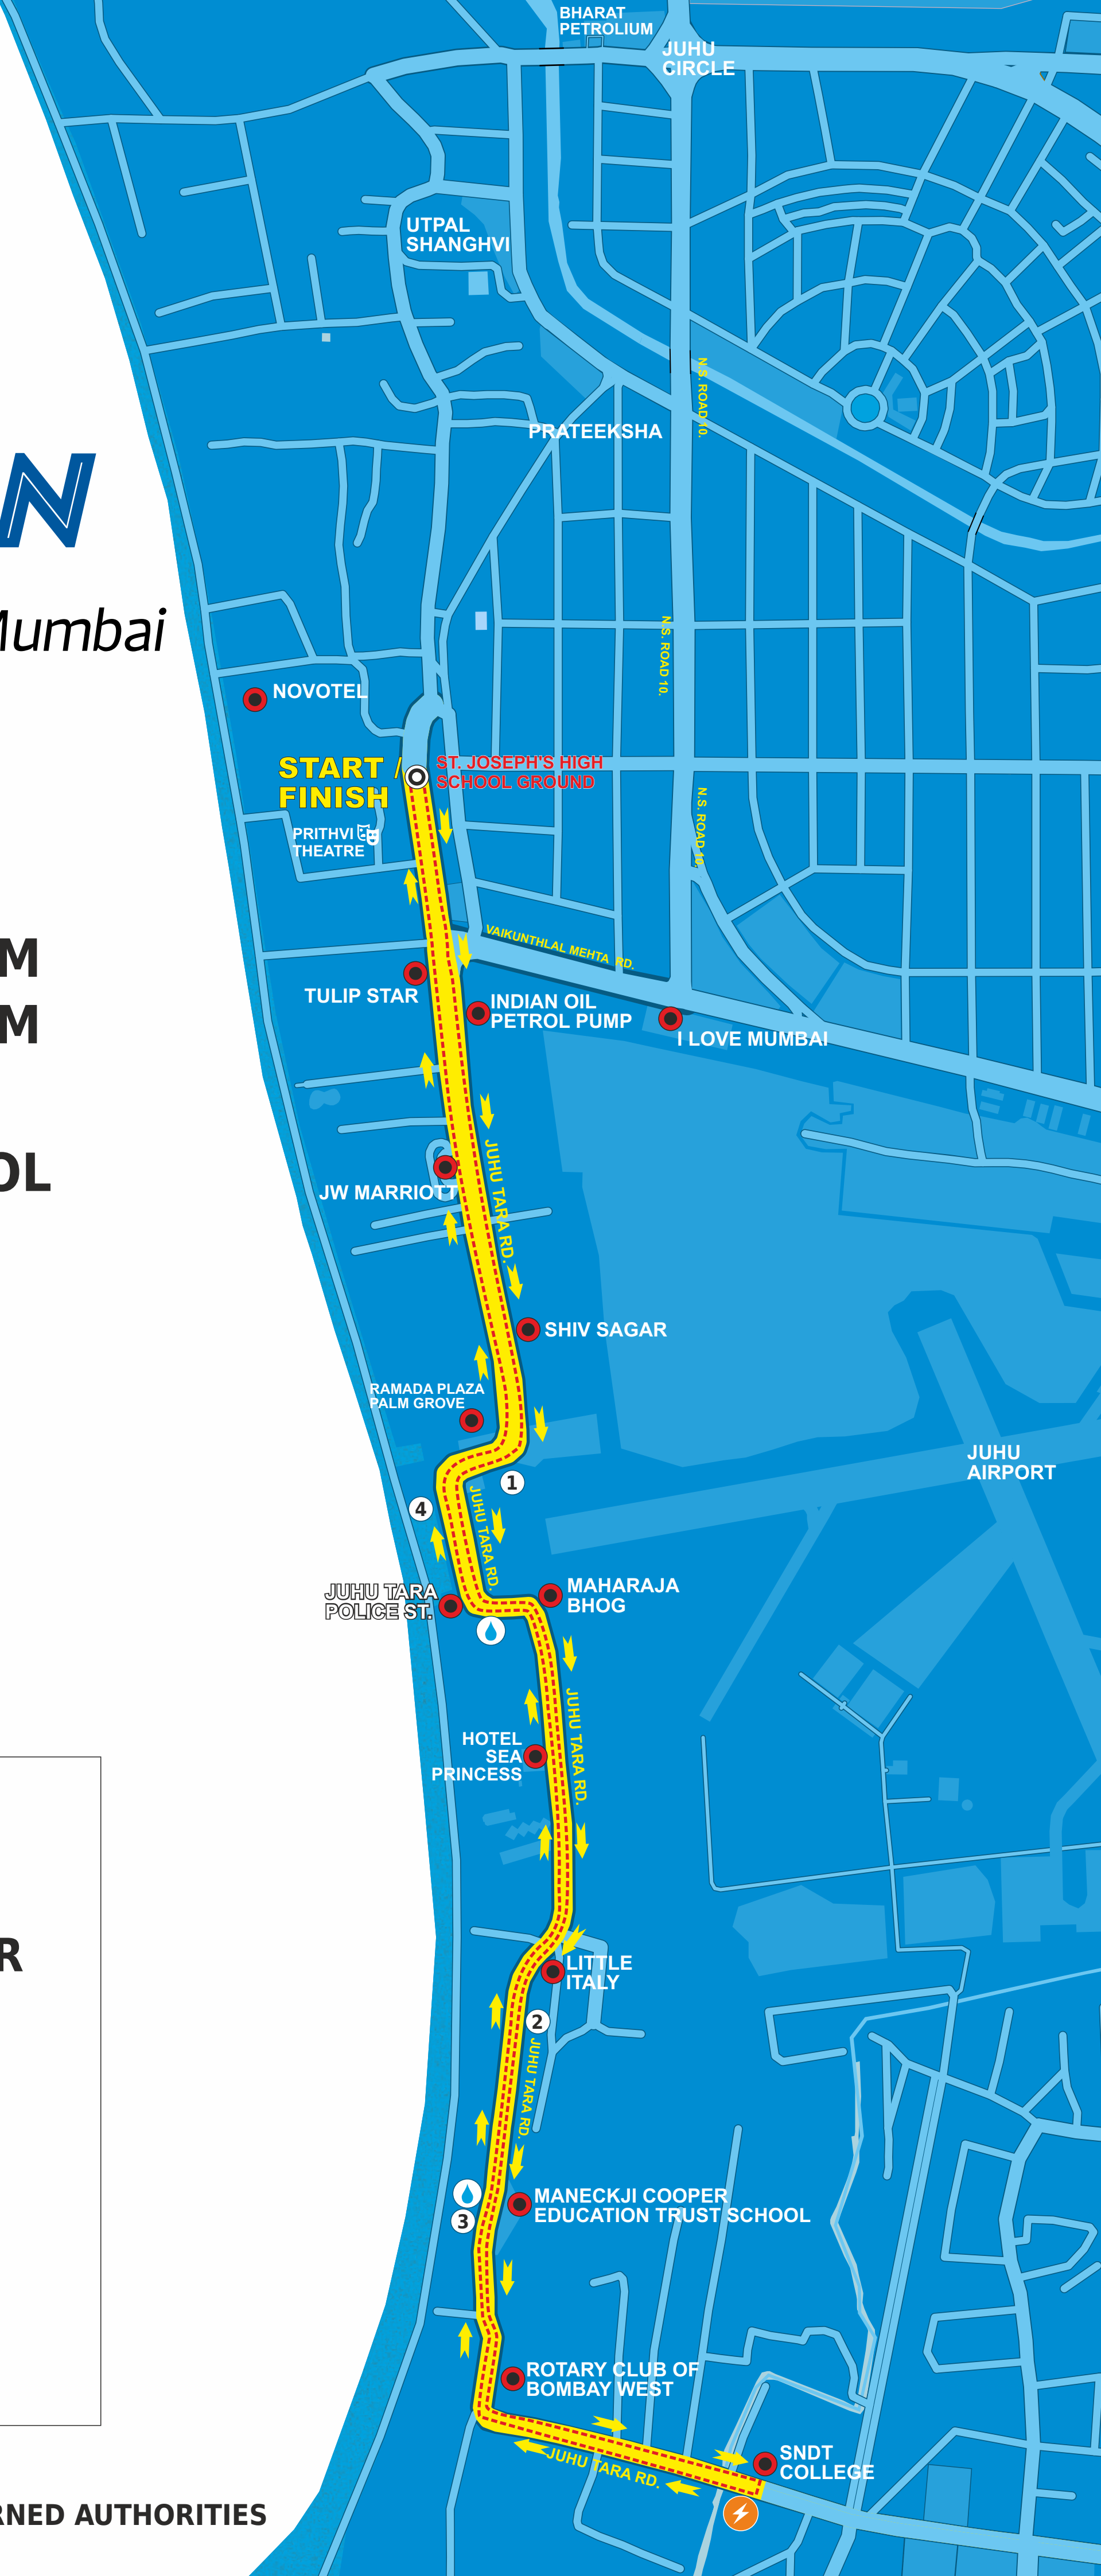 BHARAT
PETROLIUM
JUHU
CIRCLE
UTPAL
SHANGHVI
N.S. ROAD 10.
PRATEEKSHA
N
Mumbai
N.S. ROAD 10.
NOVOTEL
START /
FINISH
ST. JOSEPH'S HIGH
SCHOOL GROUND
N.S. ROAD 10.
PRITHVI
THEATRE
VAIKUNTHLAL MEHTA RD.
M
TULIP STAR
INDIAN OIL
PETROL PUMP
M
I LOVE MUMBAI
OL
JUHU TARA RD.
JW MARRIOTT
SHIV SAGAR
RAMADA PLAZA
PALM GROVE
JUHU
AIRPORT
1
4
JUHU TARA RD.
JUHU TARA
POLICE ST.
MAHARAJA
BHOG
JUHU TARA RD.
HOTEL
SEA
PRINCESS
R
LITTLE
ITALY
2
JUHU TARA RD.
MANECKJI COOPER
EDUCATION TRUST SCHOOL
3
ROTARY CLUB OF
BOMBAY WEST
JUHU TARA RD.
SNDT
COLLEGE
RNED AUTHORITIES